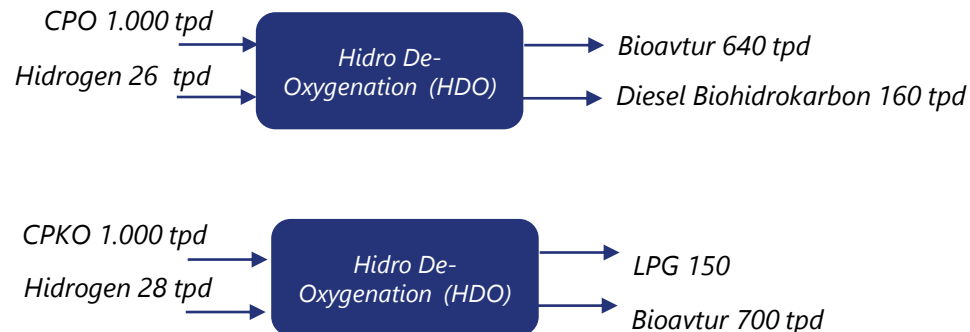 CPO 1.000 tpd
Hidrogen 26 tpd
Hidro De-
Oxygenation (HDO)
Bioavtur 640 tpd
Diesel Biohidrokarbon 160 tpd
CPKO 1.000 tpd
Hidrogen 28 tpd
Hidro De-
Oxygenation (HDO)
LPG 150
Bioavtur 700 tpd